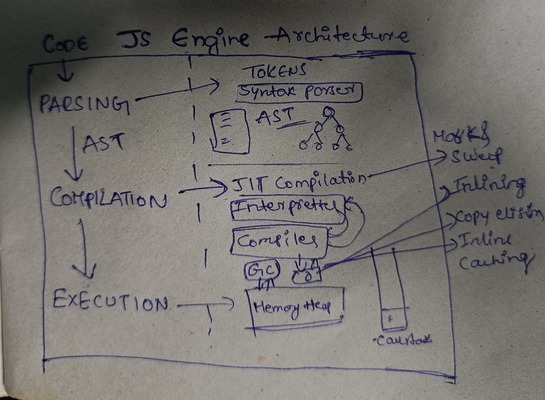 CODE JS Engine Architecture
TOKENS
PARSING
Syntax parser
AST
AST
Mark &
Sweep
COMPILATION
JIT Compilation
Inlining
Interpreter
Copy elision
Compiler
Inline
Caching
GC
O
EXECUTION
Memory Heap